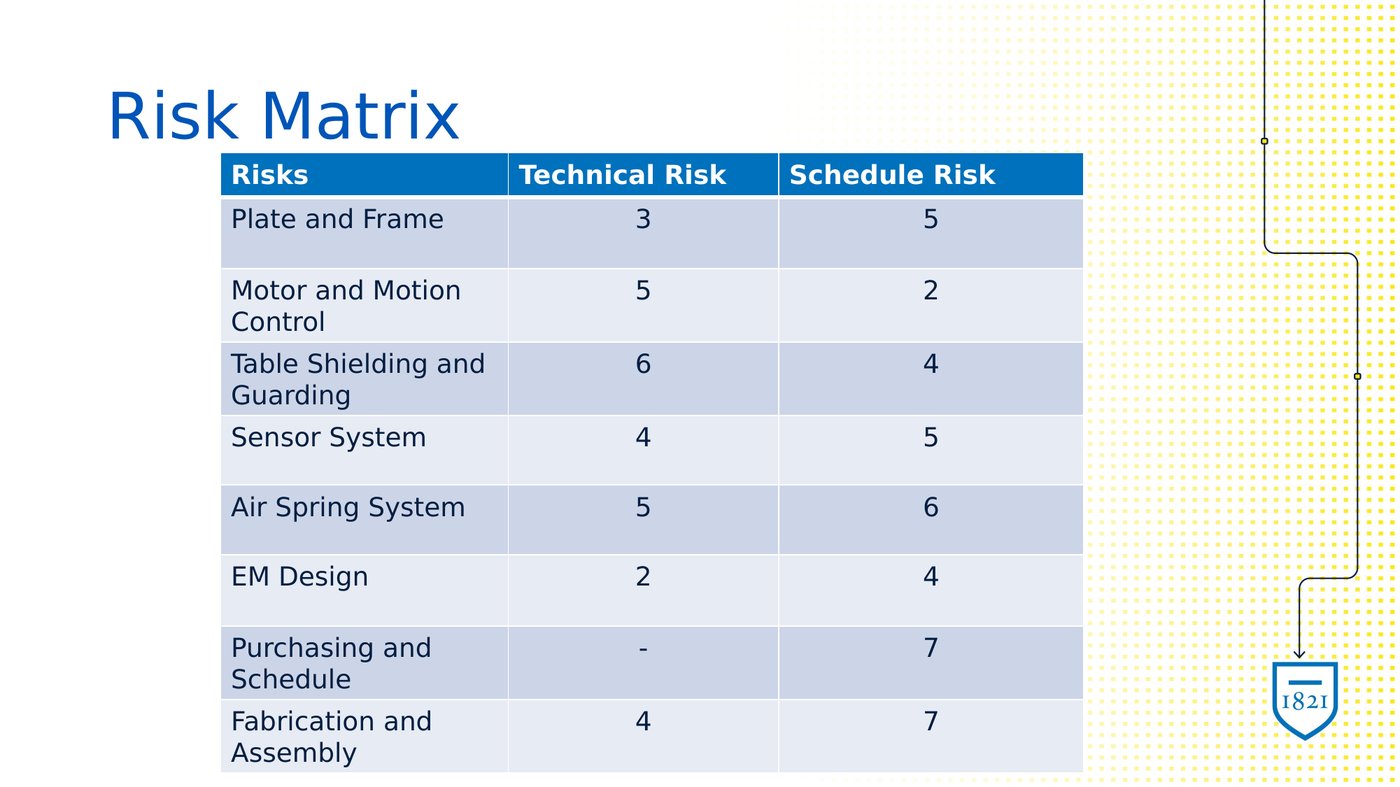 Risk Matrix
Risks Technical Risk Schedule Risk
Plate and Frame 3 5
Motor and Motion 5 2
Control
Table Shielding and 6 4
Guarding
Sensor System 4 5
Air Spring System 5 6
EM Design 2 4
Purchasing and - 7
Schedule
Fabrication and 4 7
Assembly
1821